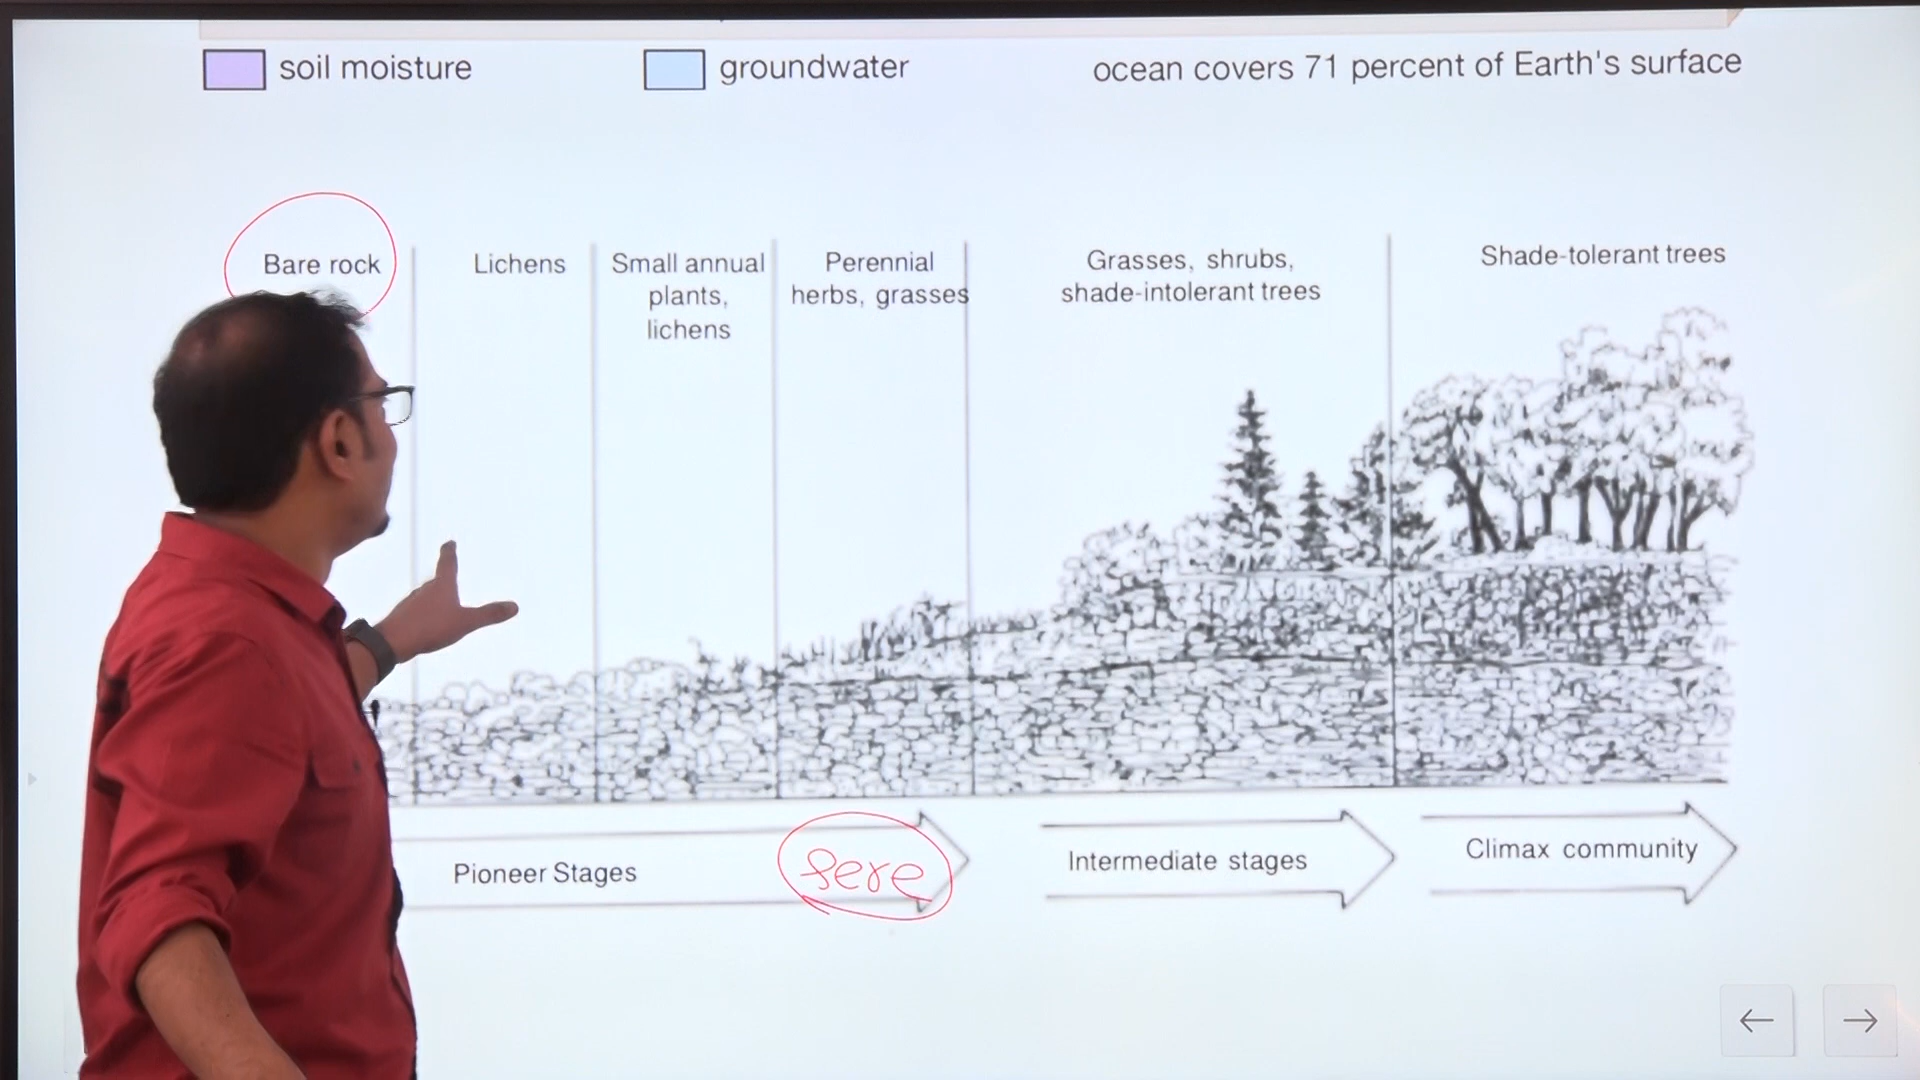 soil moisture
groundwater
ocean covers 71 percent of Earth's surface
Bare rock
Lichens
Small annual
plants,
lichens
Perennial
herbs, grasses
Grasses, shrubs,
shade-intolerant trees
Shade-tolerant trees
Pioneer Stages
sere
Intermediate stages
Climax community